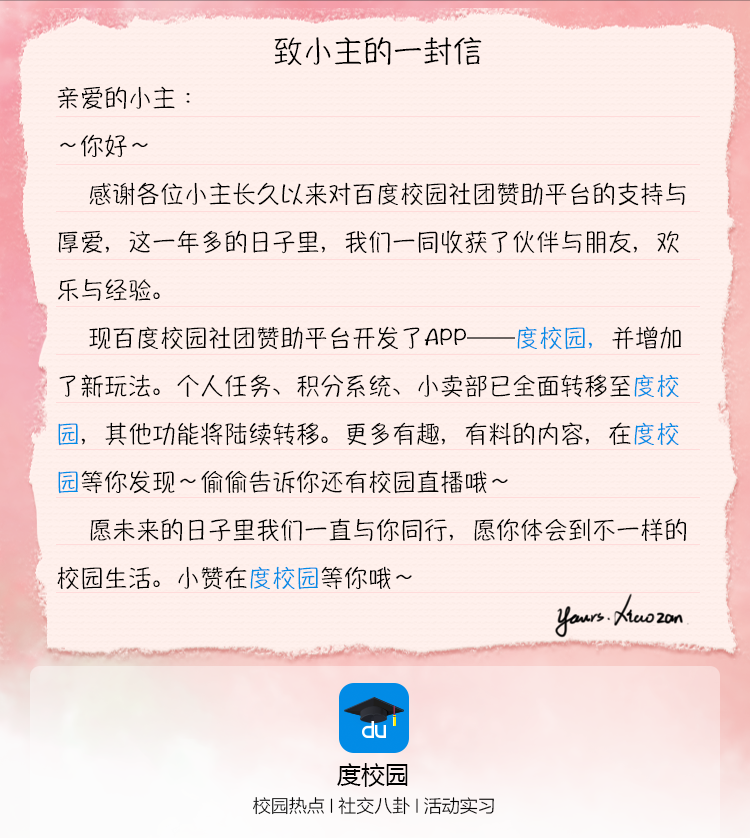 致小主的一封信
亲爱的小主：
～你好～
感谢各位小主长久以来对百度校园社团赞助平台的支持与
厚爱，这一年多的日子里，我们一同收获了伙伴与朋友，欢
乐与经验。
现百度校园社团赞助平台开发了APP——度校园，并增加
了新玩法。个人任务、积分系统、小卖部已全面转移至度校
园，其他功能将陆续转移。更多有趣，有料的内容，在度校
园等你发现～偷偷告诉你还有校园直播哦～
愿未来的日子里我们一直与你同行，愿你体会到不一样的
校园生活。小赞在度校园等你哦～
Yours. Xiaozan
du
度校园
校园热点 | 社交八卦 | 活动实习